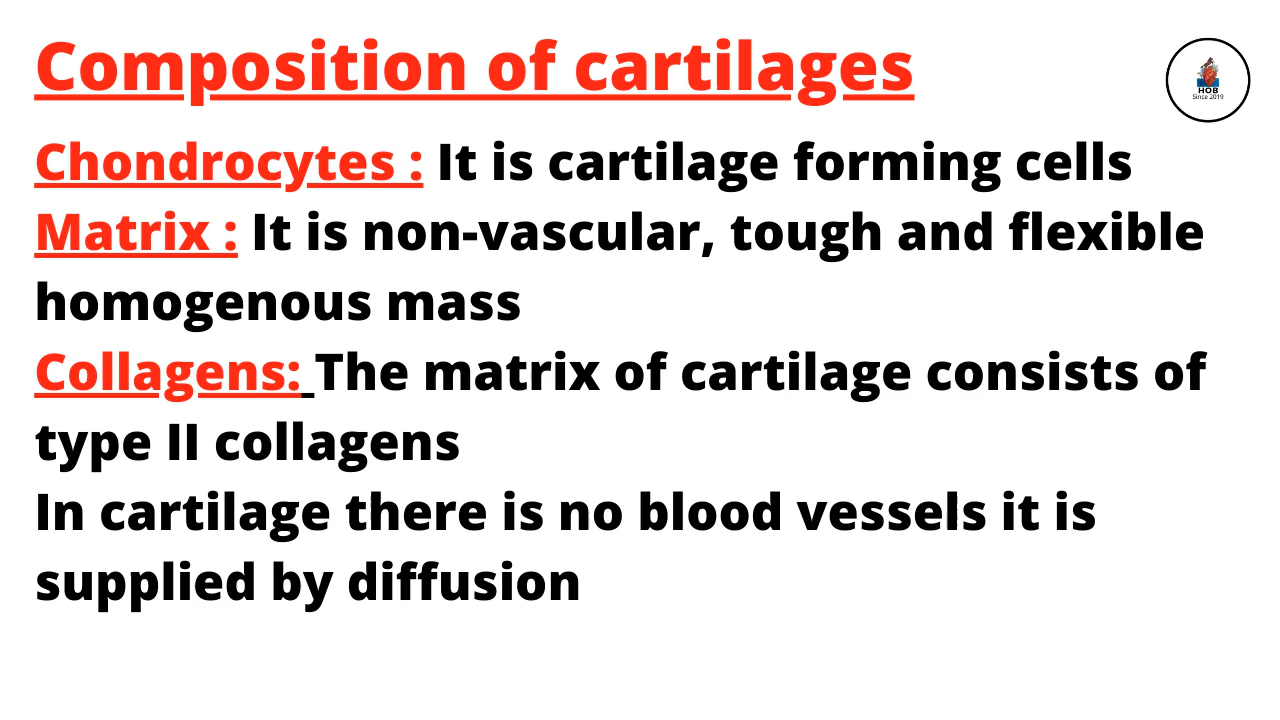 Composition of cartilages
HOB
Since 2019
Chondrocytes : It is cartilage forming cells
Matrix : It is non-vascular, tough and flexible
homogenous mass
Collagens: The matrix of cartilage consists of
type II collagens
In cartilage there is no blood vessels it is
supplied by diffusion